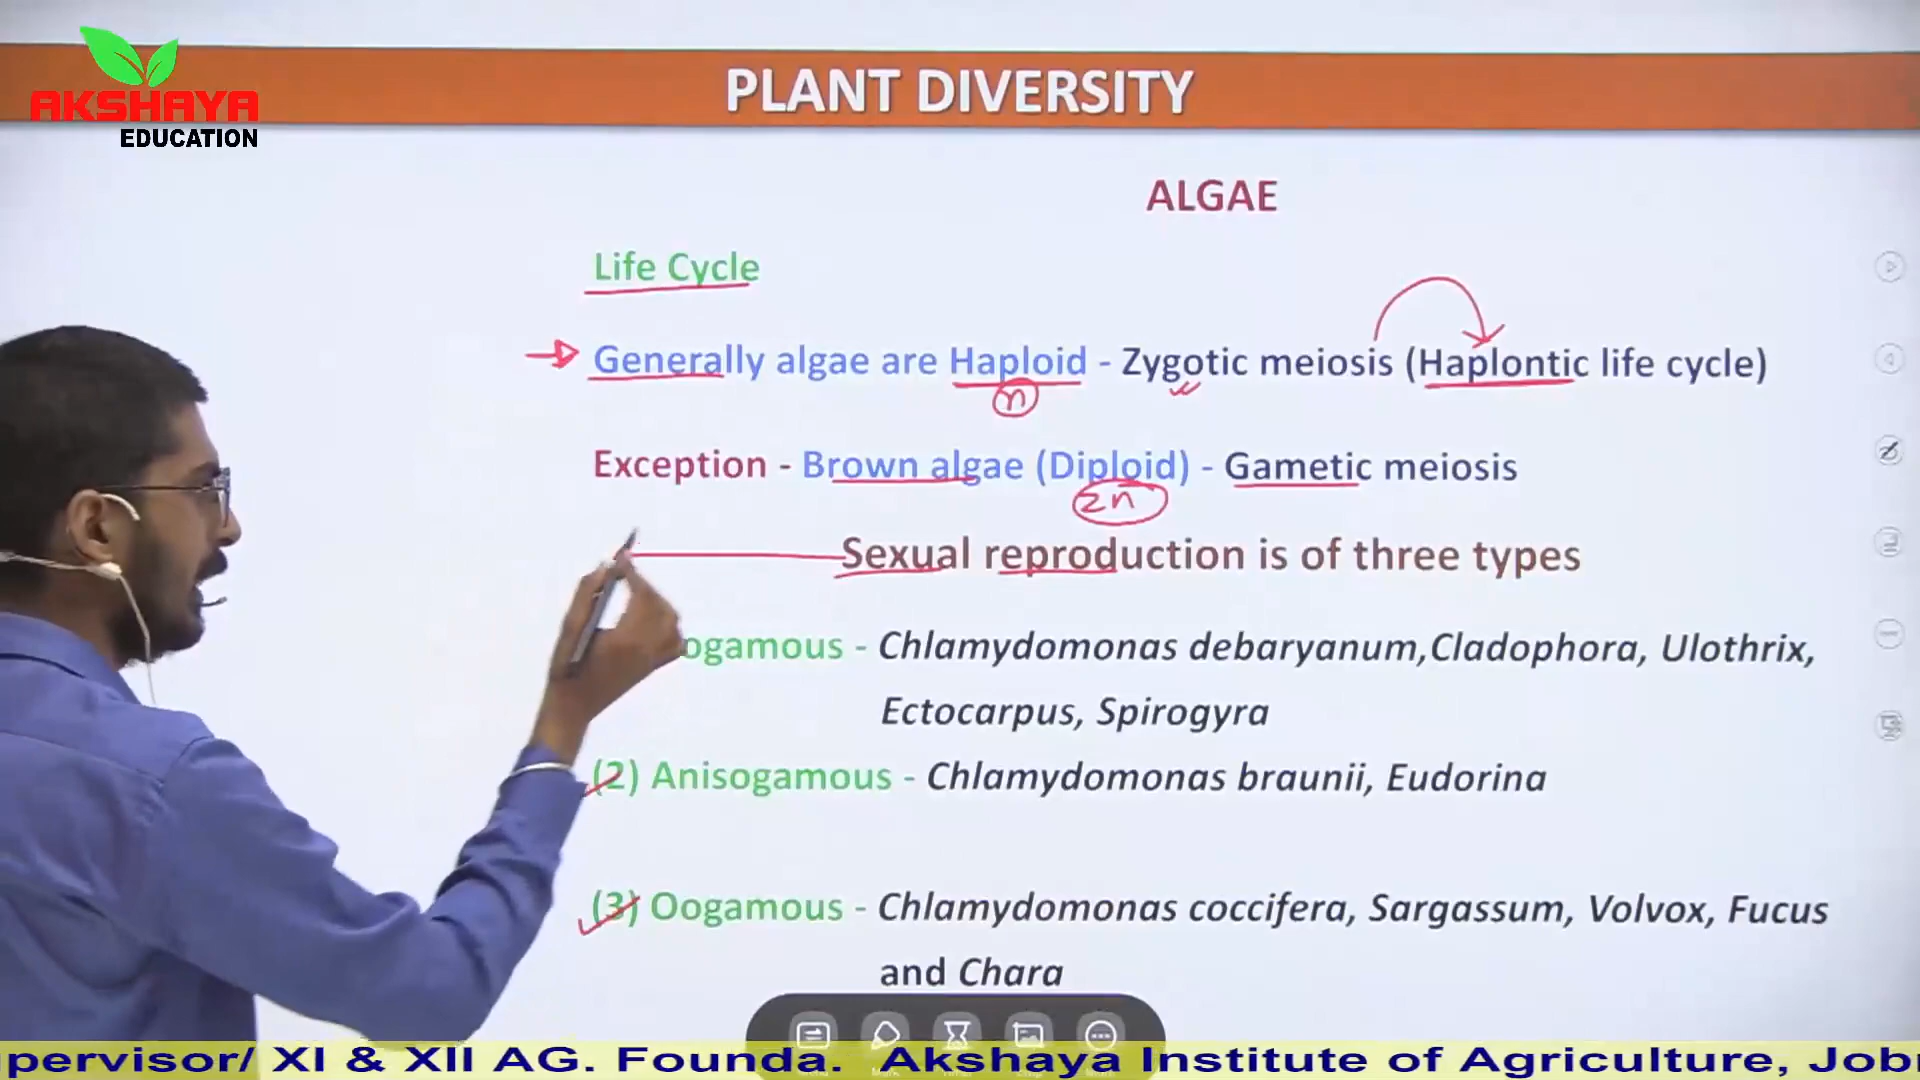 AKSHAYA
EDUCATION
PLANT DIVERSITY
ALGAE
Life Cycle
Generally algae are Haploid - Zygotic meiosis (Haplontic life cycle)
n
Exception - Brown algae (Diploid) - Gametic meiosis
2n
Sexual reproduction is of three types
ogamous - Chlamydomonas debaryanum,Cladophora, Ulothrix,
Ectocarpus, Spirogyra
(2) Anisogamous - Chlamydomonas braunii, Eudorina
(3) Oogamous - Chlamydomonas coccifera, Sargassum, Volvox, Fucus
and Chara
pervisor/ XI & XII AG. Founda. Akshaya Institute of Agriculture, Job